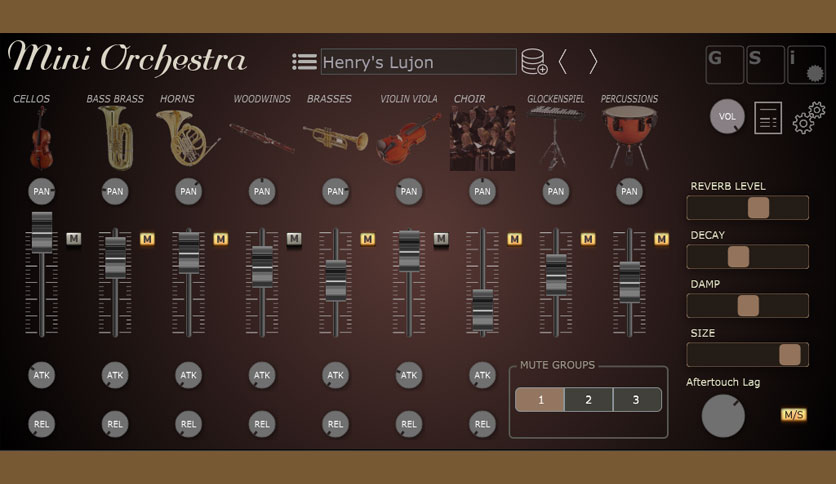 Mini Orchestra
Henry's Lujon
G S i
CELLOS BASS BRASS HORNS WOODWINDS BRASSES VIOLIN VIOLA CHOIR GLOCKENSPIEL PERCUSSIONS
VOL
PAN PAN PAN PAN PAN PAN PAN PAN PAN
REVERB LEVEL
M M M M M M M M M
DECAY
DAMP
SIZE
MUTE GROUPS
ATK ATK ATK ATK ATK ATK ATK
Aftertouch Lag
1 2 3
M/S
REL REL REL REL REL REL REL